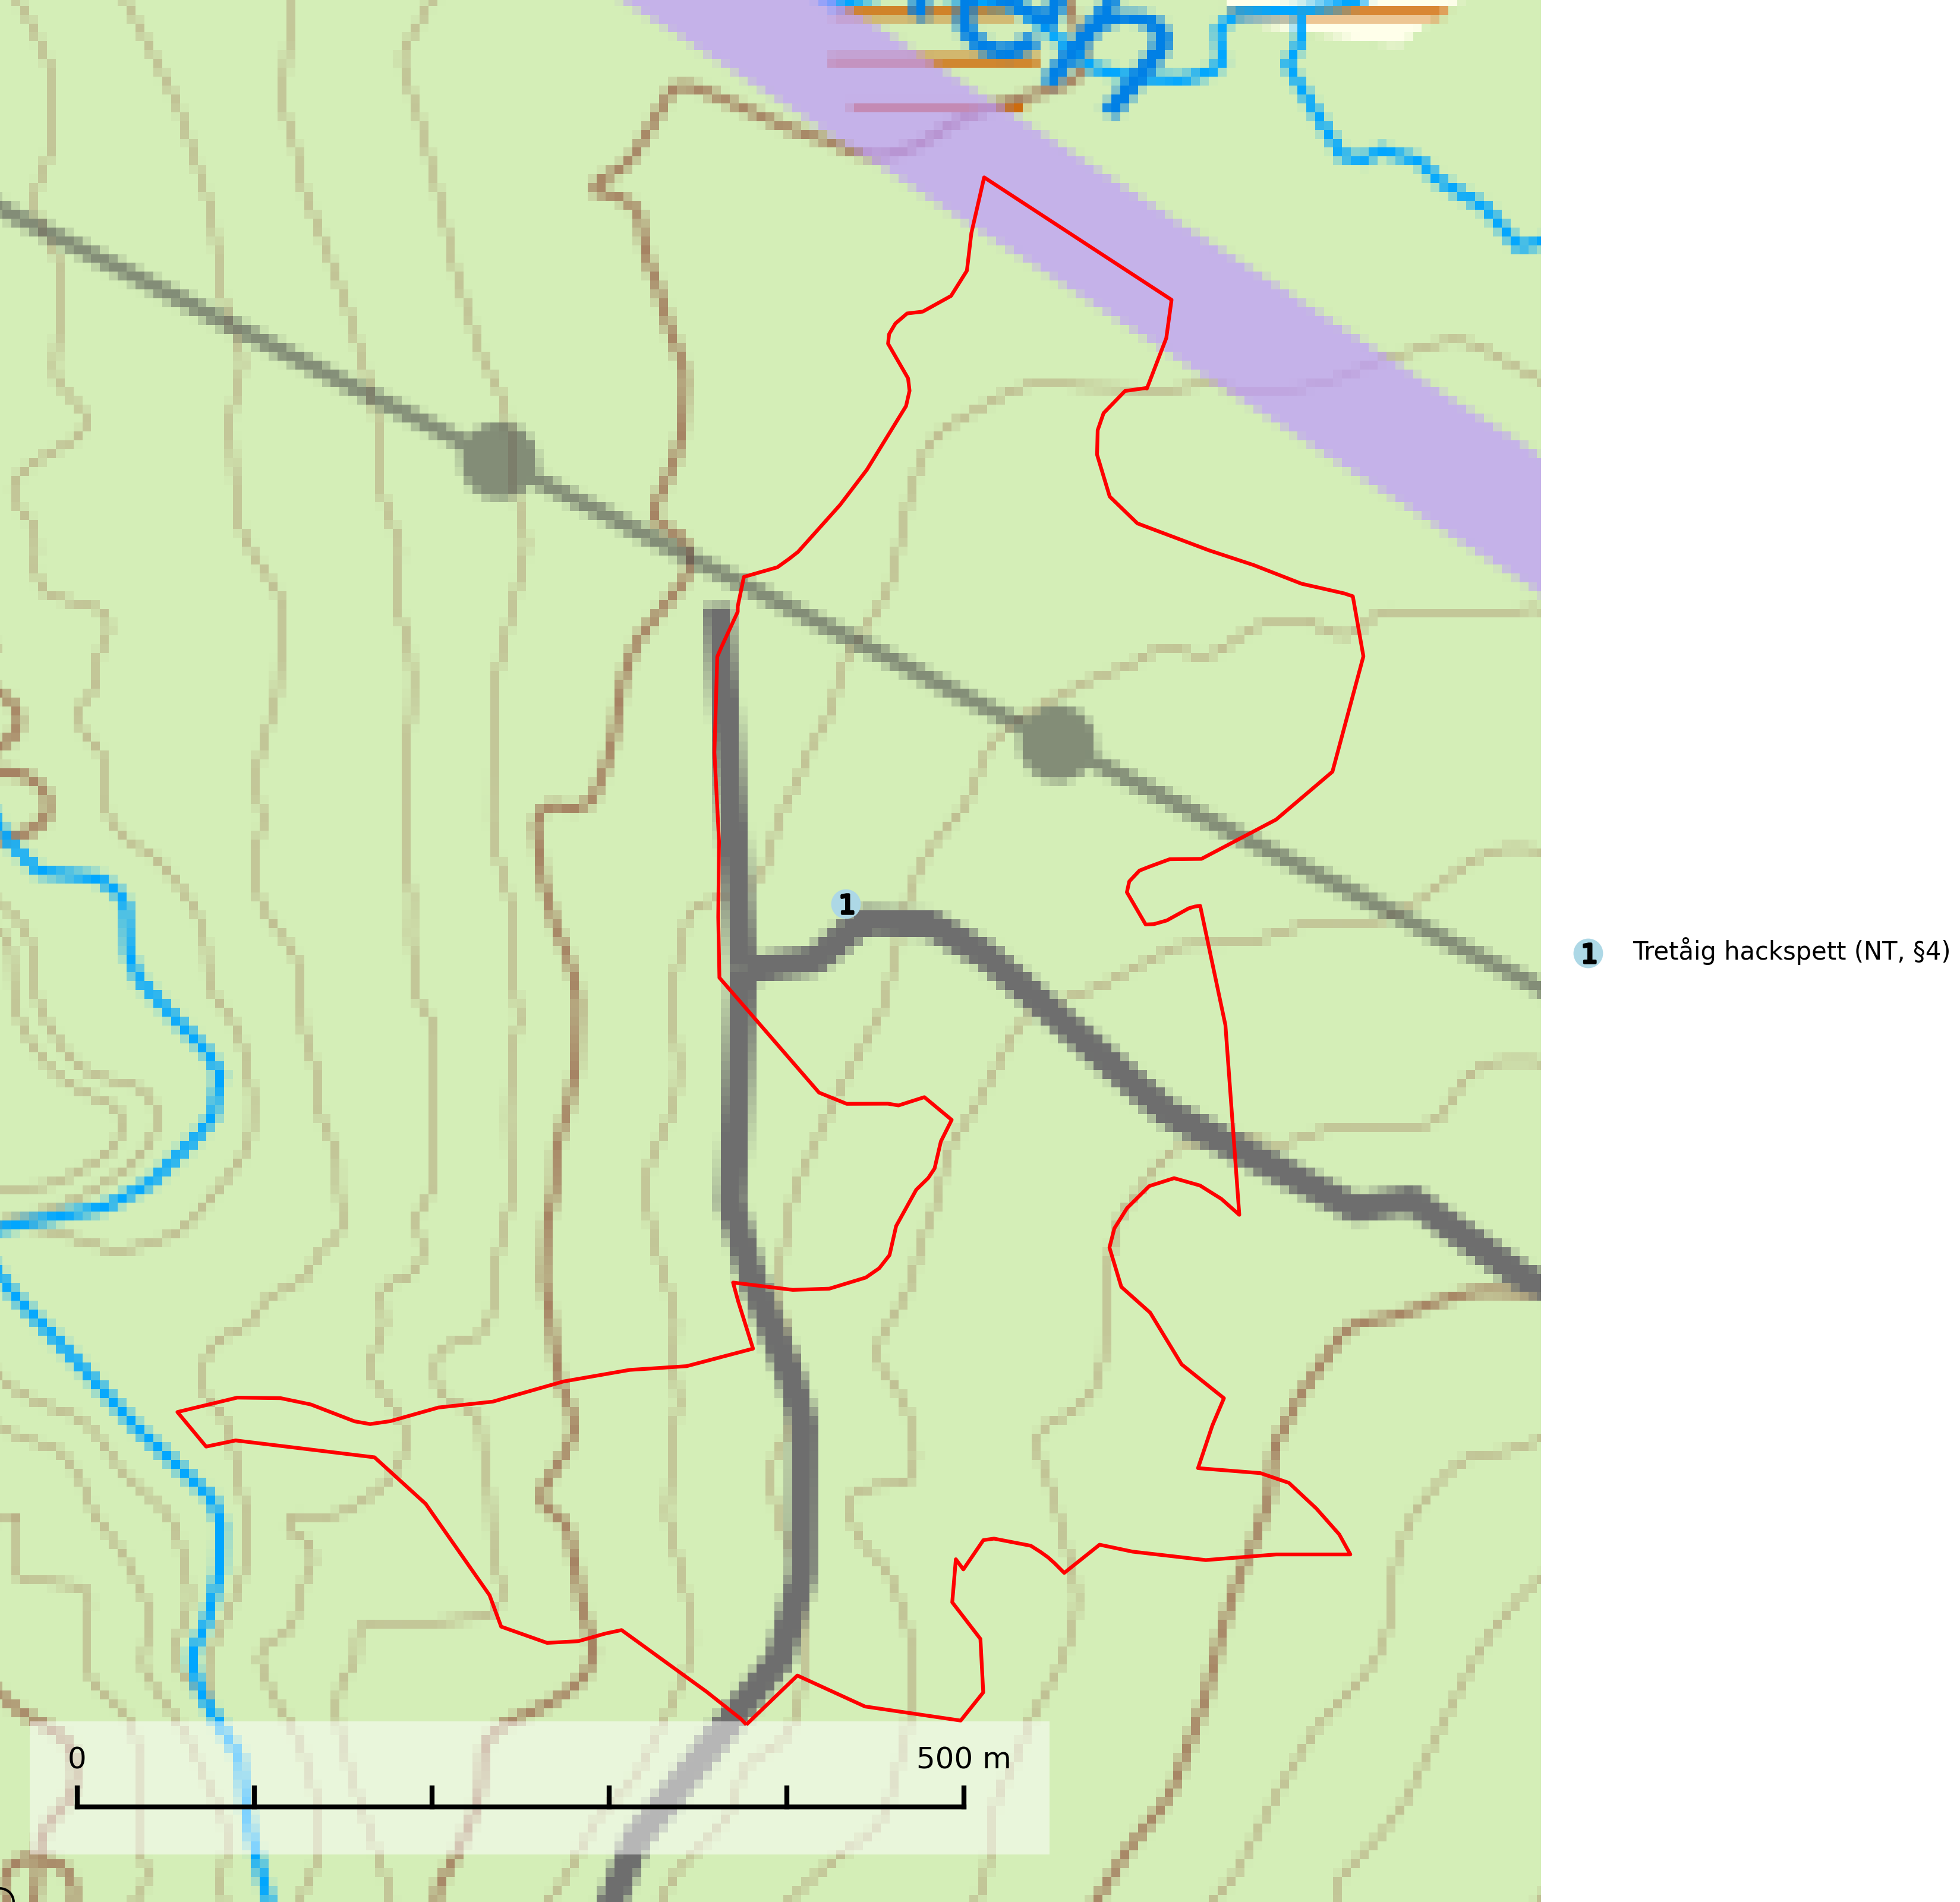 1
1 Tretåig hackspett (NT, §4)
0 500 m